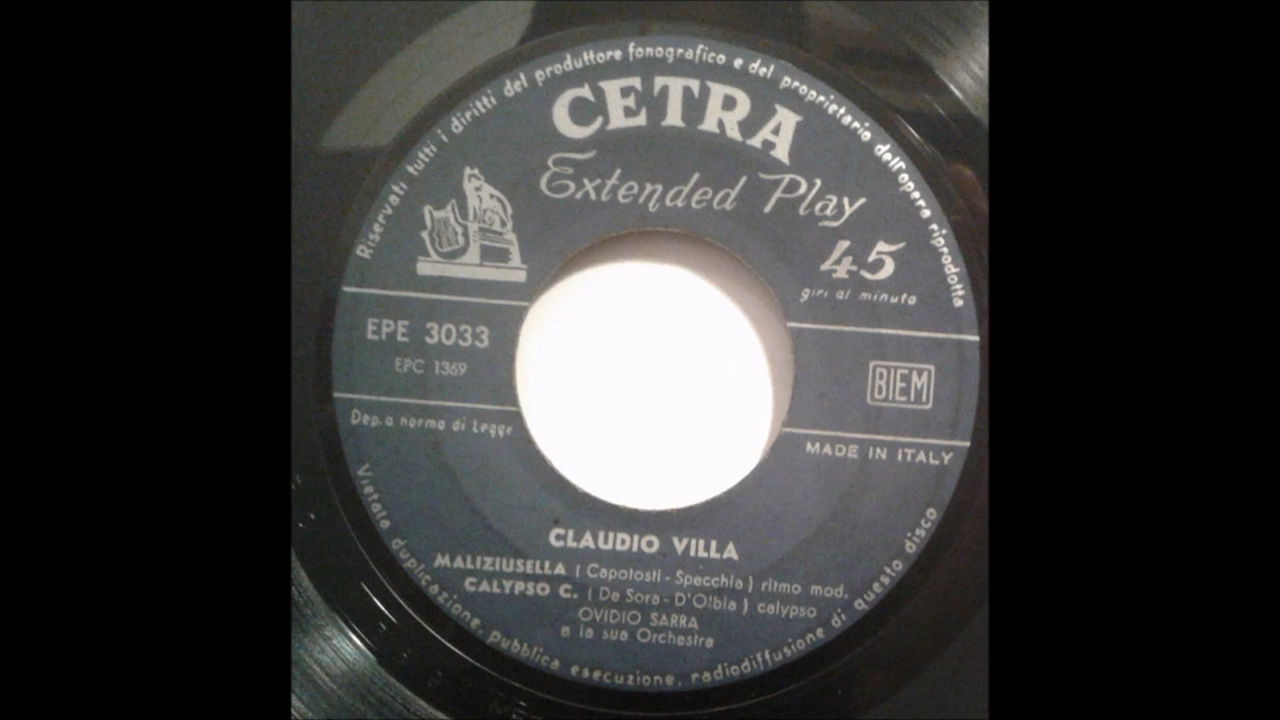 Riservati tutti i diritti del produttore fonografico e del proprietario dell'opera riprodotta
CETRA
Extended Play
45
giri al minuto
EPE 3033
EPC 1369
BIEM
Dep. a norma di Legge
MADE IN ITALY
CLAUDIO VILLA
MALIZIUSELLA ( Capotosti - Specchia ) ritmo mod.
CALYPSO C. ( De Sora - D'Olbia ) calypso
OVIDIO SARRA
e la sua Orchestra
Vietata duplicazione, pubblica esecuzione, radiodiffusione di questo disco